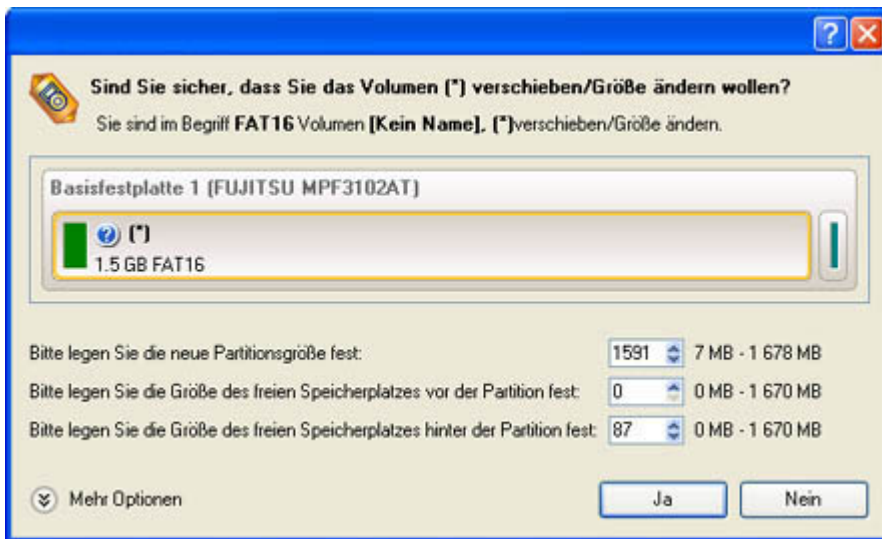 Sind Sie sicher, dass Sie das Volumen (*) verschieben/Größe ändern wollen?
Sie sind im Begriff FAT16 Volumen [Kein Name], (*)verschieben/Größe ändern.
Basisfestplatte 1 (FUJITSU MPF3102AT)
(*)
1.5 GB FAT16
Bitte legen Sie die neue Partitionsgröße fest: 1591 7 MB - 1 678 MB
Bitte legen Sie die Größe des freien Speicherplatzes vor der Partition fest: 0 0 MB - 1 670 MB
Bitte legen Sie die Größe des freien Speicherplatzes hinter der Partition fest: 87 0 MB - 1 670 MB
Mehr Optionen Ja Nein